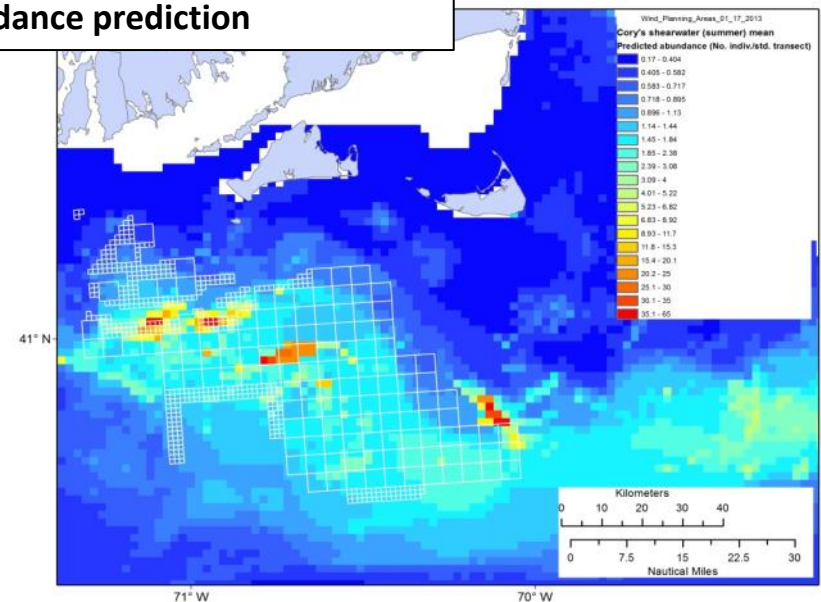 dance prediction
Wind_Planning_Areas_01_17_2013
Cory's shearwater (summer) mean
Predicted abundance (No. indiv./std. transect)
0.17 - 0.404
0.405 - 0.582
0.583 - 0.717
0.718 - 0.895
0.896 - 1.13
1.14 - 1.44
1.45 - 1.84
1.85 - 2.38
2.39 - 3.08
3.09 - 4
4.01 - 5.22
5.23 - 6.82
6.83 - 8.92
8.93 - 11.7
11.8 - 15.3
15.4 - 20.1
20.2 - 25
25.1 - 30
30.1 - 35
35.1 - 65
41° N
Kilometers
0 10 20 30 40
0 7.5 15 22.5 30
Nautical Miles
71° W
70° W